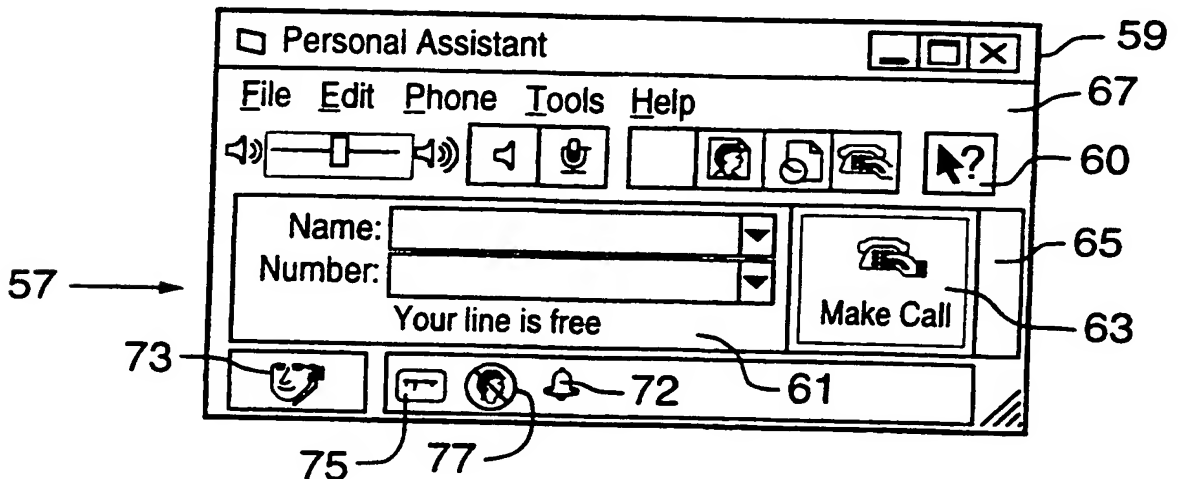 Personal Assistant 59
File Edit Phone Tools Help 67
? 60
Name:
Number: 65
57
Make Call 63
Your line is free
73 72 61
75 77